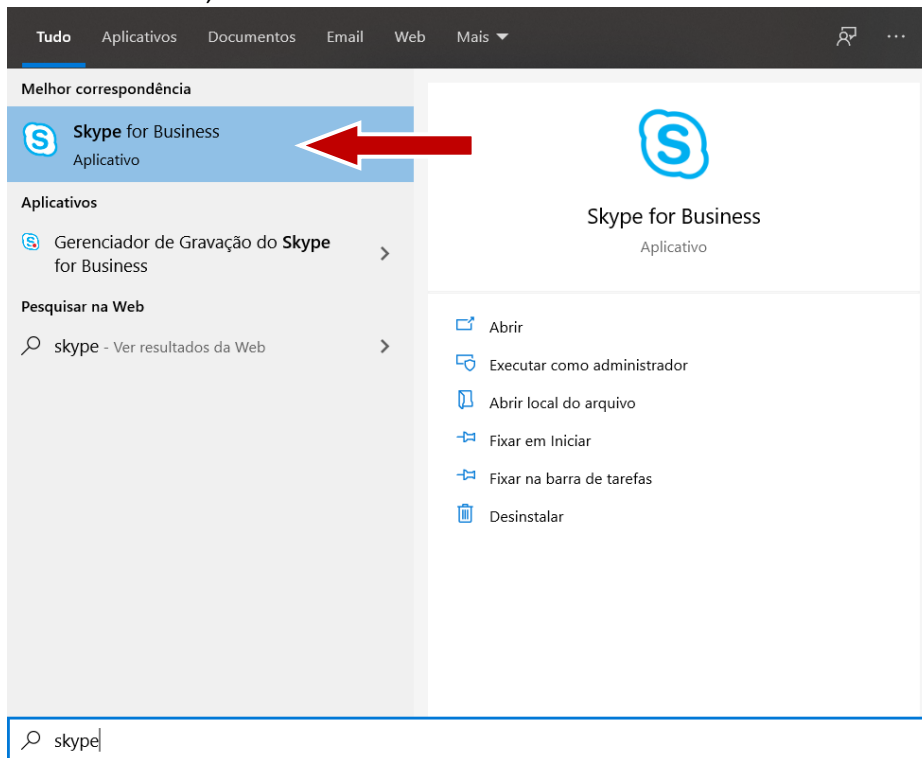 Tudo Aplicativos Documentos Email Web Mais
Melhor correspondência
Skype for Business
Aplicativo
Aplicativos
Gerenciador de Gravação do Skype
for Business
Pesquisar na Web
skype - Ver resultados da Web
Skype for Business
Aplicativo
Abrir
Executar como administrador
Abrir local do arquivo
Fixar em Iniciar
Fixar na barra de tarefas
Desinstalar
skype